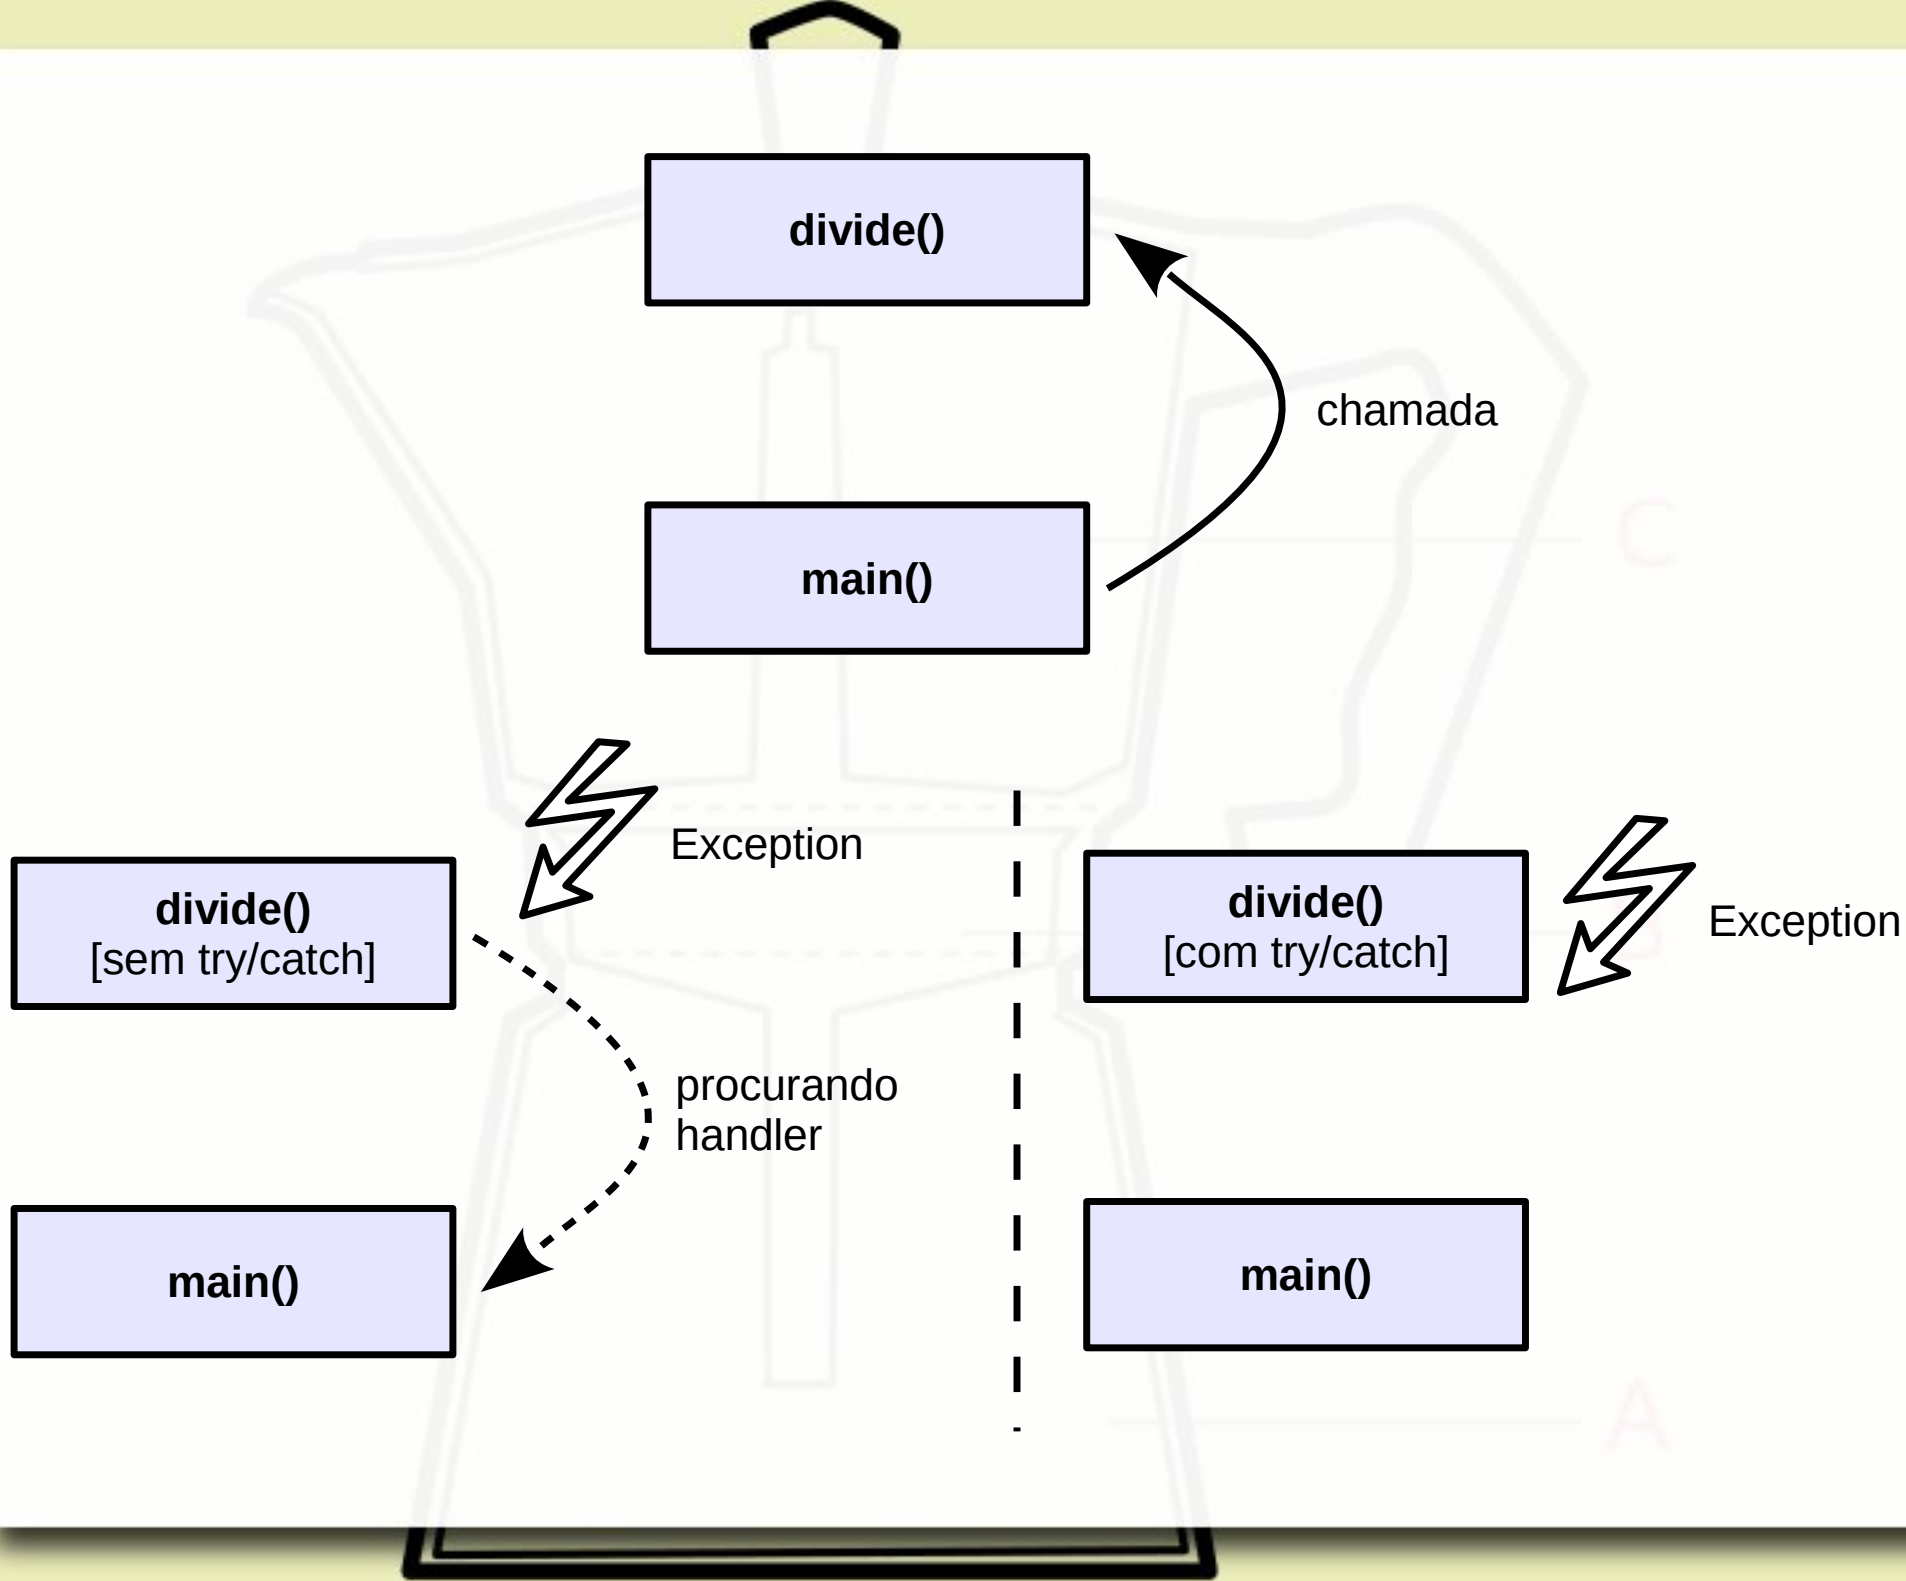 divide()
chamada
C
main()
Exception
divide()
[sem try/catch]
divide()
[com try/catch]
Exception
procurando
handler
main()
main()
A